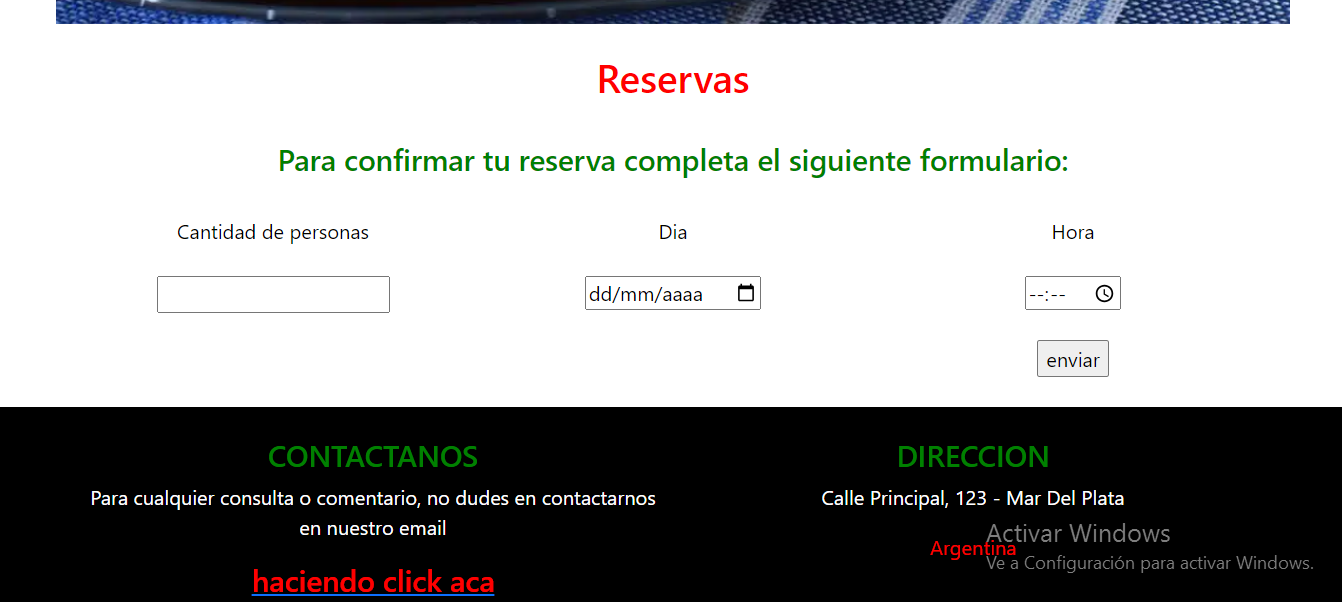 Reservas
Para confirmar tu reserva completa el siguiente formulario:
Cantidad de personas
Dia
Hora
dd/mm/aaaa
--:--
enviar
CONTACTANOS
Para cualquier consulta o comentario, no dudes en contactarnos
en nuestro email
haciendo click aca
DIRECCION
Calle Principal, 123 - Mar Del Plata
Argentina
Activar Windows
Ve a Configuración para activar Windows.